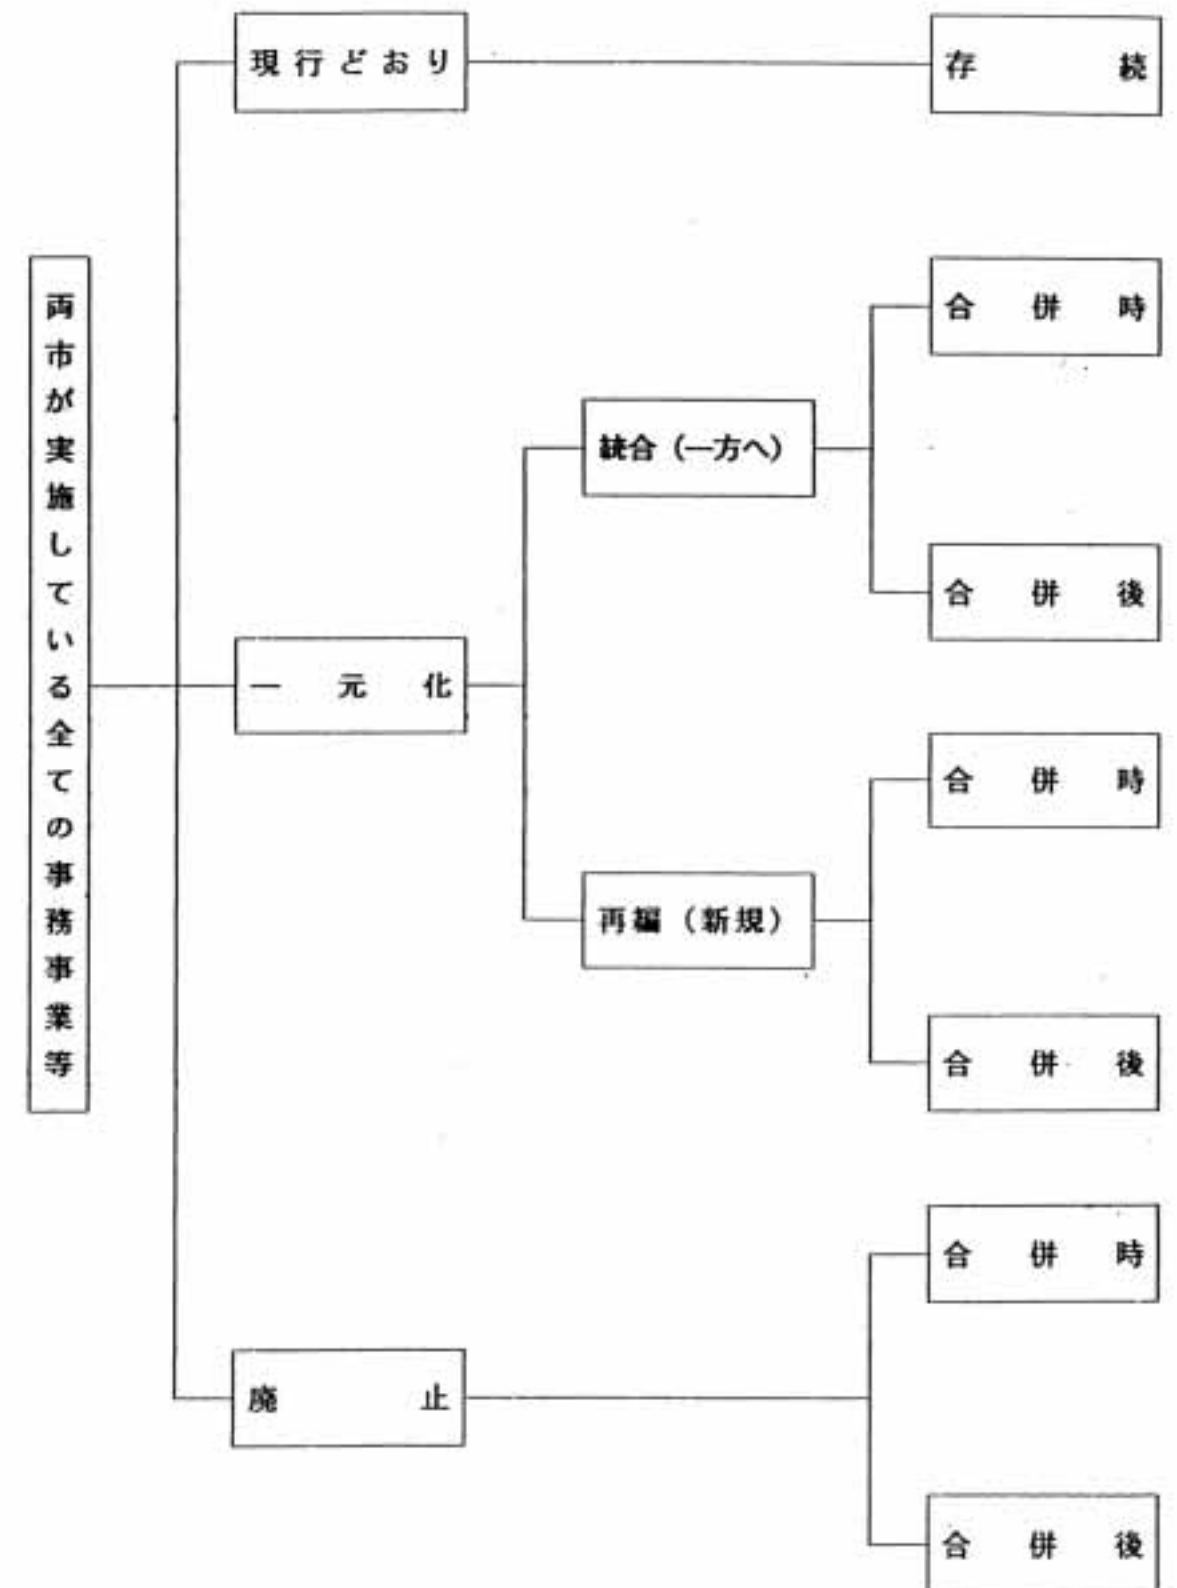 両市が実施している全ての事務事業等
現行どおり
存続
一元化
統合（一方へ）
合併時
合併後
再編（新規）
合併時
合併後
廃止
合併時
合併後